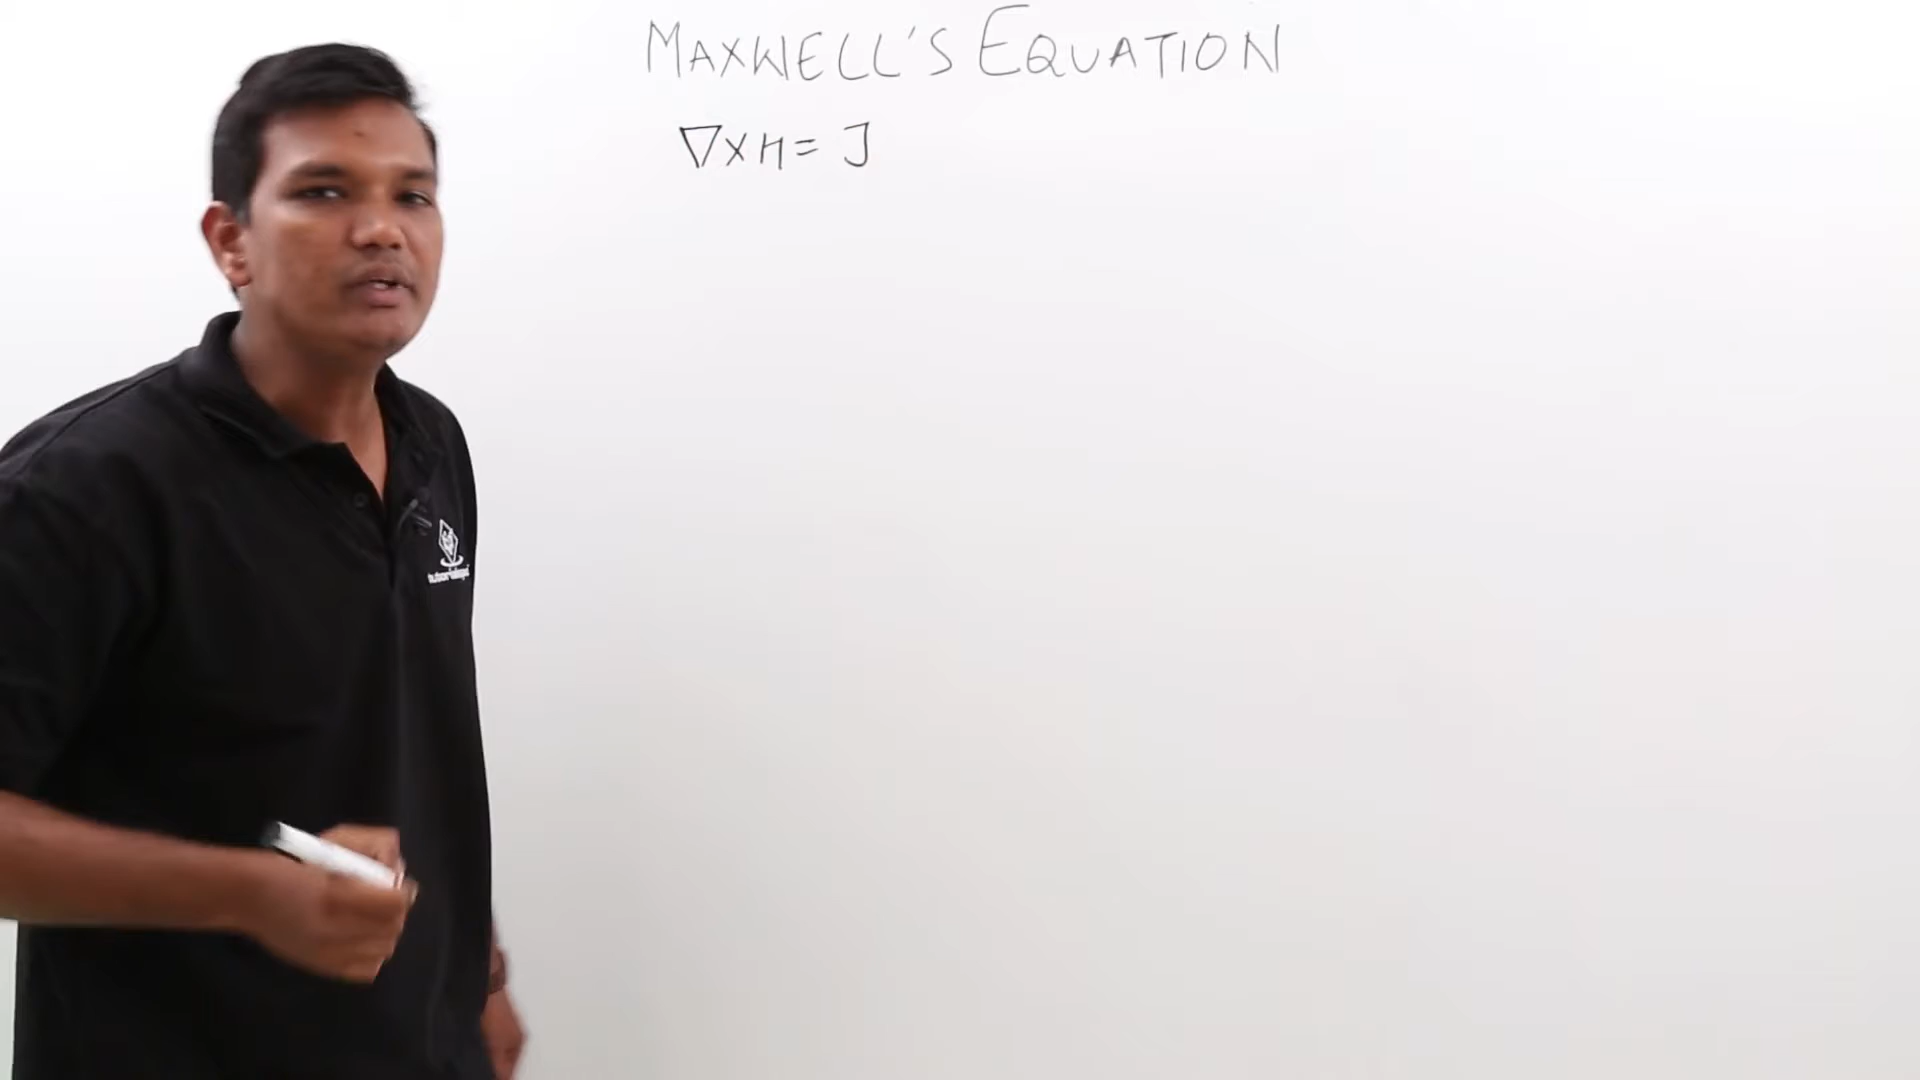 MAXWELL'S EQUATION
∇×H = J